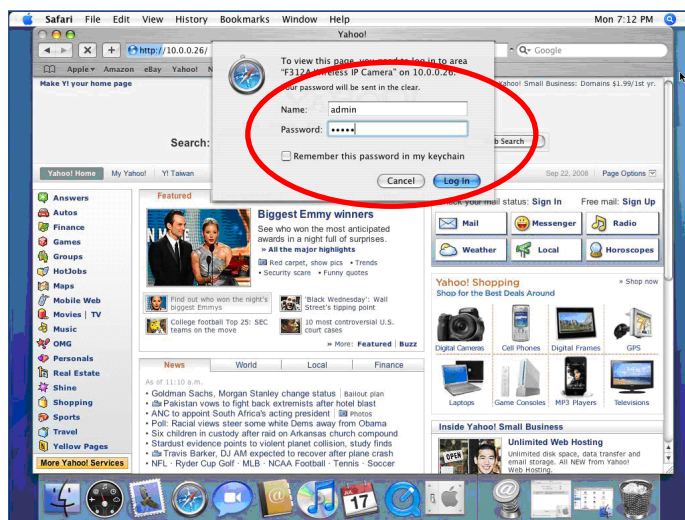 Safari File Edit View History Bookmarks Window Help Mon 7:12 PM
Yahoo!
http://10.0.0.26/ Google
Apple Amazon eBay Yahoo!
To view this page, you need to log in to area
"F312A Wireless IP Camera" on 10.0.0.26.
Your password will be sent in the clear.
Name: admin
Password: •••••
Remember this password in my keychain
Cancel Log In
Make Y! your home page
Yahoo! Small Business: Domains $1.99/1st yr.
Search:
b Search
Yahoo! Home My Yahoo! Y! Taiwan Sep 22, 2008 Page Options
Answers
Autos
Finance
Games
Groups
HotJobs
Maps
Mobile Web
Movies | TV
Music
OMG
Personals
Real Estate
Shine
Shopping
Sports
Travel
Yellow Pages
More Yahoo! Services
Featured
Biggest Emmy winners
See who won the most anticipated
awards in a night full of surprises.
» All the major highlights
Red carpet, show pics • Trends
• Security scare • Funny quotes
Find out who won the night's
biggest Emmys
'Black Wednesday': Wall
Street's tipping point
College football Top 25: SEC
teams on the move
10 most controversial U.S.
court cases
» More: Featured | Buzz
News World Local Finance
As of 11:10 a.m.
• Goldman Sachs, Morgan Stanley change status | Bailout plan
• Pakistan vows to fight back extremists after hotel blast
• ANC to appoint South Africa's acting president | Photos
• Poll: Racial views steer some white Dems away from Obama
• Six children in custody after raid on Arkansas church compound
• Stardust evidence points to violent planet collision, study finds
• Travis Barker, DJ AM expected to recover after plane crash
• NFL · Ryder Cup Golf · MLB · NCAA Football · Tennis · Soccer
your mail status: Sign In Free mail: Sign Up
Mail Messenger Radio
Weather Local Horoscopes
Yahoo! Shopping » Shop now
Shop for the Best Deals Around
Digital Cameras Cell Phones Digital Frames GPS
Laptops Game Consoles MP3 Players Televisions
Inside Yahoo! Small Business
OPEN
Unlimited Web Hosting
Unlimited disk space, data transfer and
email storage. All NEW from Yahoo!
Web Hosting.
JUL
17